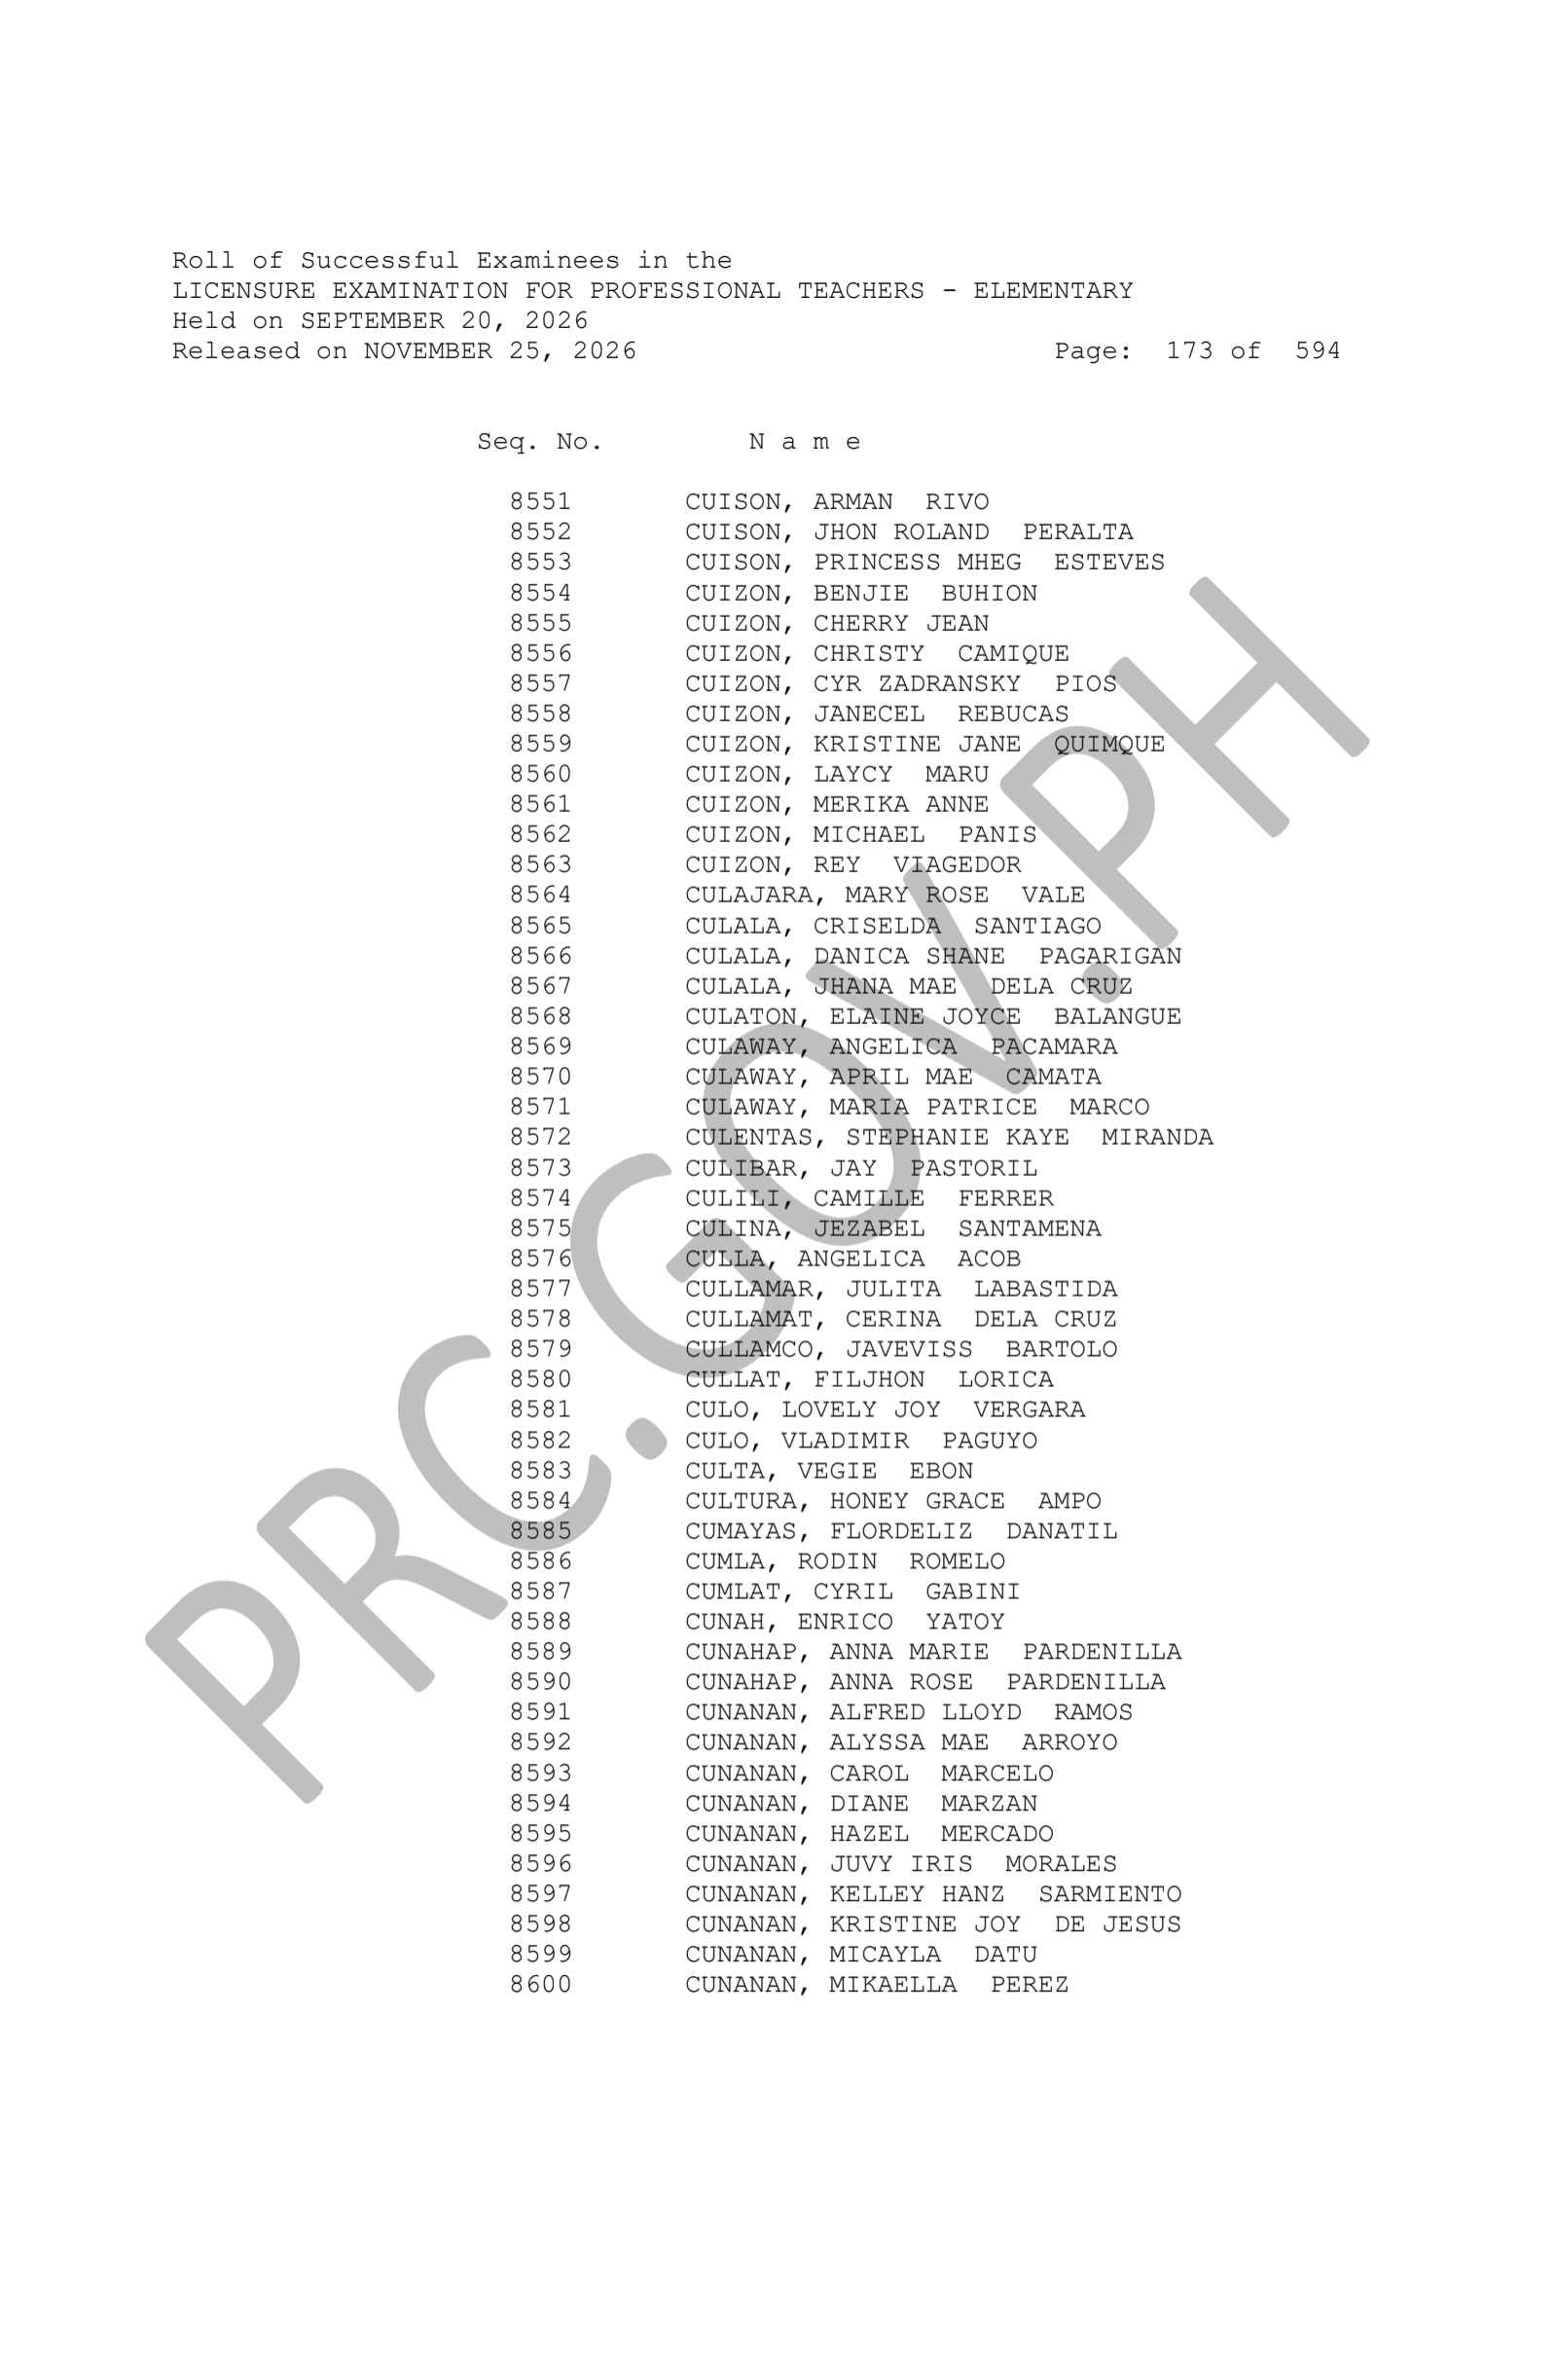 Roll of Successful Examinees in the
LICENSURE EXAMINATION FOR PROFESSIONAL TEACHERS - ELEMENTARY
Held on SEPTEMBER 20, 2026
Released on NOVEMBER 25, 2026 Page: 173 of 594
Seq. No. N a m e
8551 CUISON, ARMAN RIVO
8552 CUISON, JHON ROLAND PERALTA
8553 CUISON, PRINCESS MHEG ESTEVES
8554 CUIZON, BENJIE BUHION
8555 CUIZON, CHERRY JEAN
8556 CUIZON, CHRISTY CAMIQUE
8557 CUIZON, CYR ZADRANSKY PIOS
8558 CUIZON, JANECEL REBUCAS
8559 CUIZON, KRISTINE JANE QUIMQUE
8560 CUIZON, LAYCY MARU
8561 CUIZON, MERIKA ANNE
8562 CUIZON, MICHAEL PANIS
8563 CUIZON, REY VIAGEDOR
8564 CULAJARA, MARY ROSE VALE
8565 CULALA, CRISELDA SANTIAGO
8566 CULALA, DANICA SHANE PAGARIGAN
8567 CULALA, JHANA MAE DELA CRUZ
8568 CULATON, ELAINE JOYCE BALANGUE
8569 CULAWAY, ANGELICA PACAMARA
8570 CULAWAY, APRIL MAE CAMATA
8571 CULAWAY, MARIA PATRICE MARCO
8572 CULENTAS, STEPHANIE KAYE MIRANDA
8573 CULIBAR, JAY PASTORIL
8574 CULILI, CAMILLE FERRER
8575 CULINA, JEZABEL SANTAMENA
8576 CULLA, ANGELICA ACOB
8577 CULLAMAR, JULITA LABASTIDA
8578 CULLAMAT, CERINA DELA CRUZ
8579 CULLAMCO, JAVEVISS BARTOLO
8580 CULLAT, FILJHON LORICA
8581 CULO, LOVELY JOY VERGARA
8582 CULO, VLADIMIR PAGUYO
8583 CULTA, VEGIE EBON
8584 CULTURA, HONEY GRACE AMPO
8585 CUMAYAS, FLORDELIZ DANATIL
8586 CUMLA, RODIN ROMELO
8587 CUMLAT, CYRIL GABINI
8588 CUNAH, ENRICO YATOY
8589 CUNAHAP, ANNA MARIE PARDENILLA
8590 CUNAHAP, ANNA ROSE PARDENILLA
8591 CUNANAN, ALFRED LLOYD RAMOS
8592 CUNANAN, ALYSSA MAE ARROYO
8593 CUNANAN, CAROL MARCELO
8594 CUNANAN, DIANE MARZAN
8595 CUNANAN, HAZEL MERCADO
8596 CUNANAN, JUVY IRIS MORALES
8597 CUNANAN, KELLEY HANZ SARMIENTO
8598 CUNANAN, KRISTINE JOY DE JESUS
8599 CUNANAN, MICAYLA DATU
8600 CUNANAN, MIKAELLA PEREZ
PRC.GOV.PH